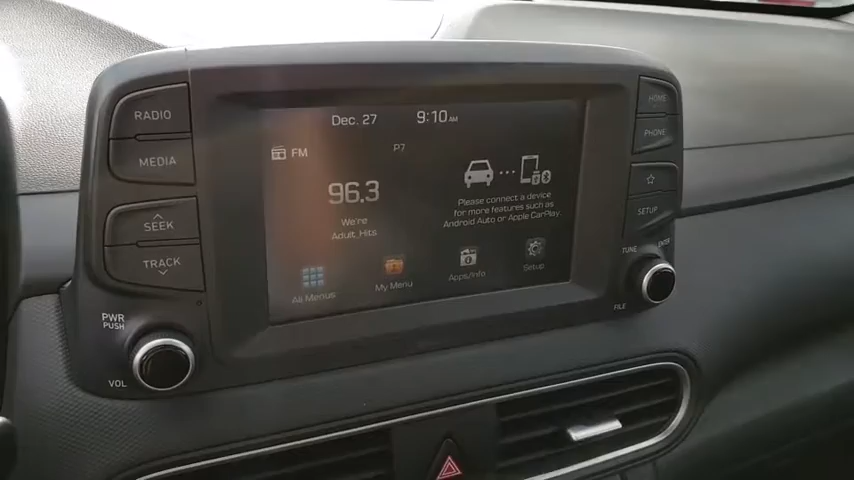 RADIO
MEDIA
SEEK
TRACK
PWR
PUSH
VOL
Dec. 27
9:10 AM
FM
P7
96.3
We're
Adult Hits
Please connect a device
for more features such as
Android Auto or Apple CarPlay.
All Menus
My Menu
Apps/Info
Setup
HOME
PHONE
SETUP
TUNE
ENTER
FILE